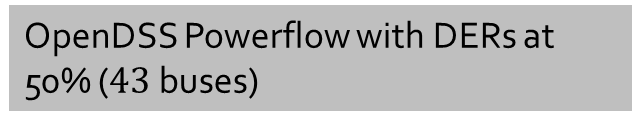 OpenDSS Powerflow with DERs at
50% (43 buses)